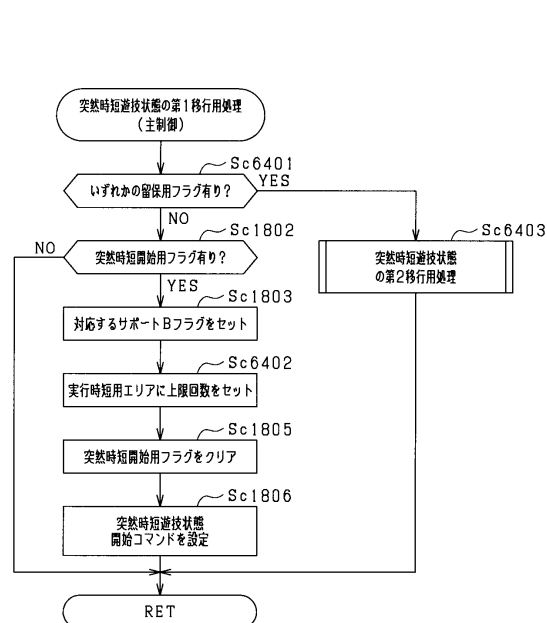 突然時短遊技状態の第1移行用処理
(主制御)
Sc6401
いずれかの留保用フラグ有り?
YES
NO
Sc1802
突然時短開始用フラグ有り?
NO
YES
Sc6403
突然時短遊技状態
の第2移行用処理
Sc1803
対応するサポートBフラグをセット
Sc6402
実行時短用エリアに上限回数をセット
Sc1805
突然時短開始用フラグをクリア
Sc1806
突然時短遊技状態
開始コマンドを設定
RET